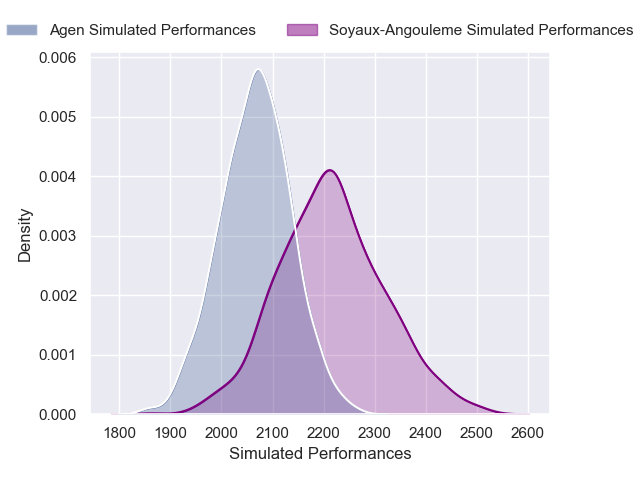 Agen Simulated Performances
Soyaux-Angouleme Simulated Performances
0.006
0.005
0.004
0.003
0.002
0.001
0.000
Density
1800 1900 2000 2100 2200 2300 2400 2500 2600
Simulated Performances